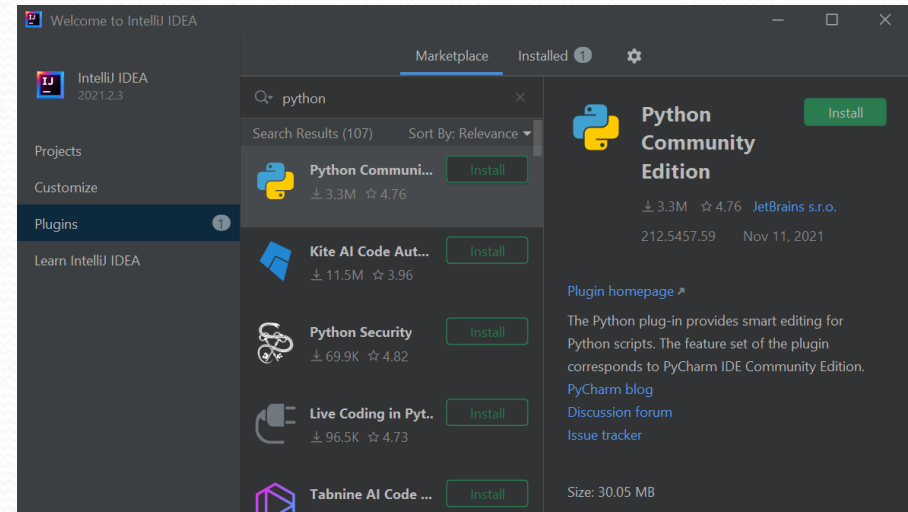 Welcome to IntelliJ IDEA
IntelliJ IDEA
2021.2.3
Projects
Customize
Plugins 1
Learn IntelliJ IDEA
Marketplace Installed 1
python
Search Results (107) Sort By: Relevance
Python Communi... Install
3.3M 4.76
Kite AI Code Aut... Install
11.5M 3.96
Python Security Install
69.9K 4.82
Live Coding in Pyt.. Install
96.5K 4.73
Tabnine AI Code ... Install
Python
Community
Edition
Install
3.3M 4.76 JetBrains s.r.o.
212.5457.59 Nov 11, 2021
Plugin homepage
The Python plug-in provides smart editing for
Python scripts. The feature set of the plugin
corresponds to PyCharm IDE Community Edition.
PyCharm blog
Discussion forum
Issue tracker
Size: 30.05 MB